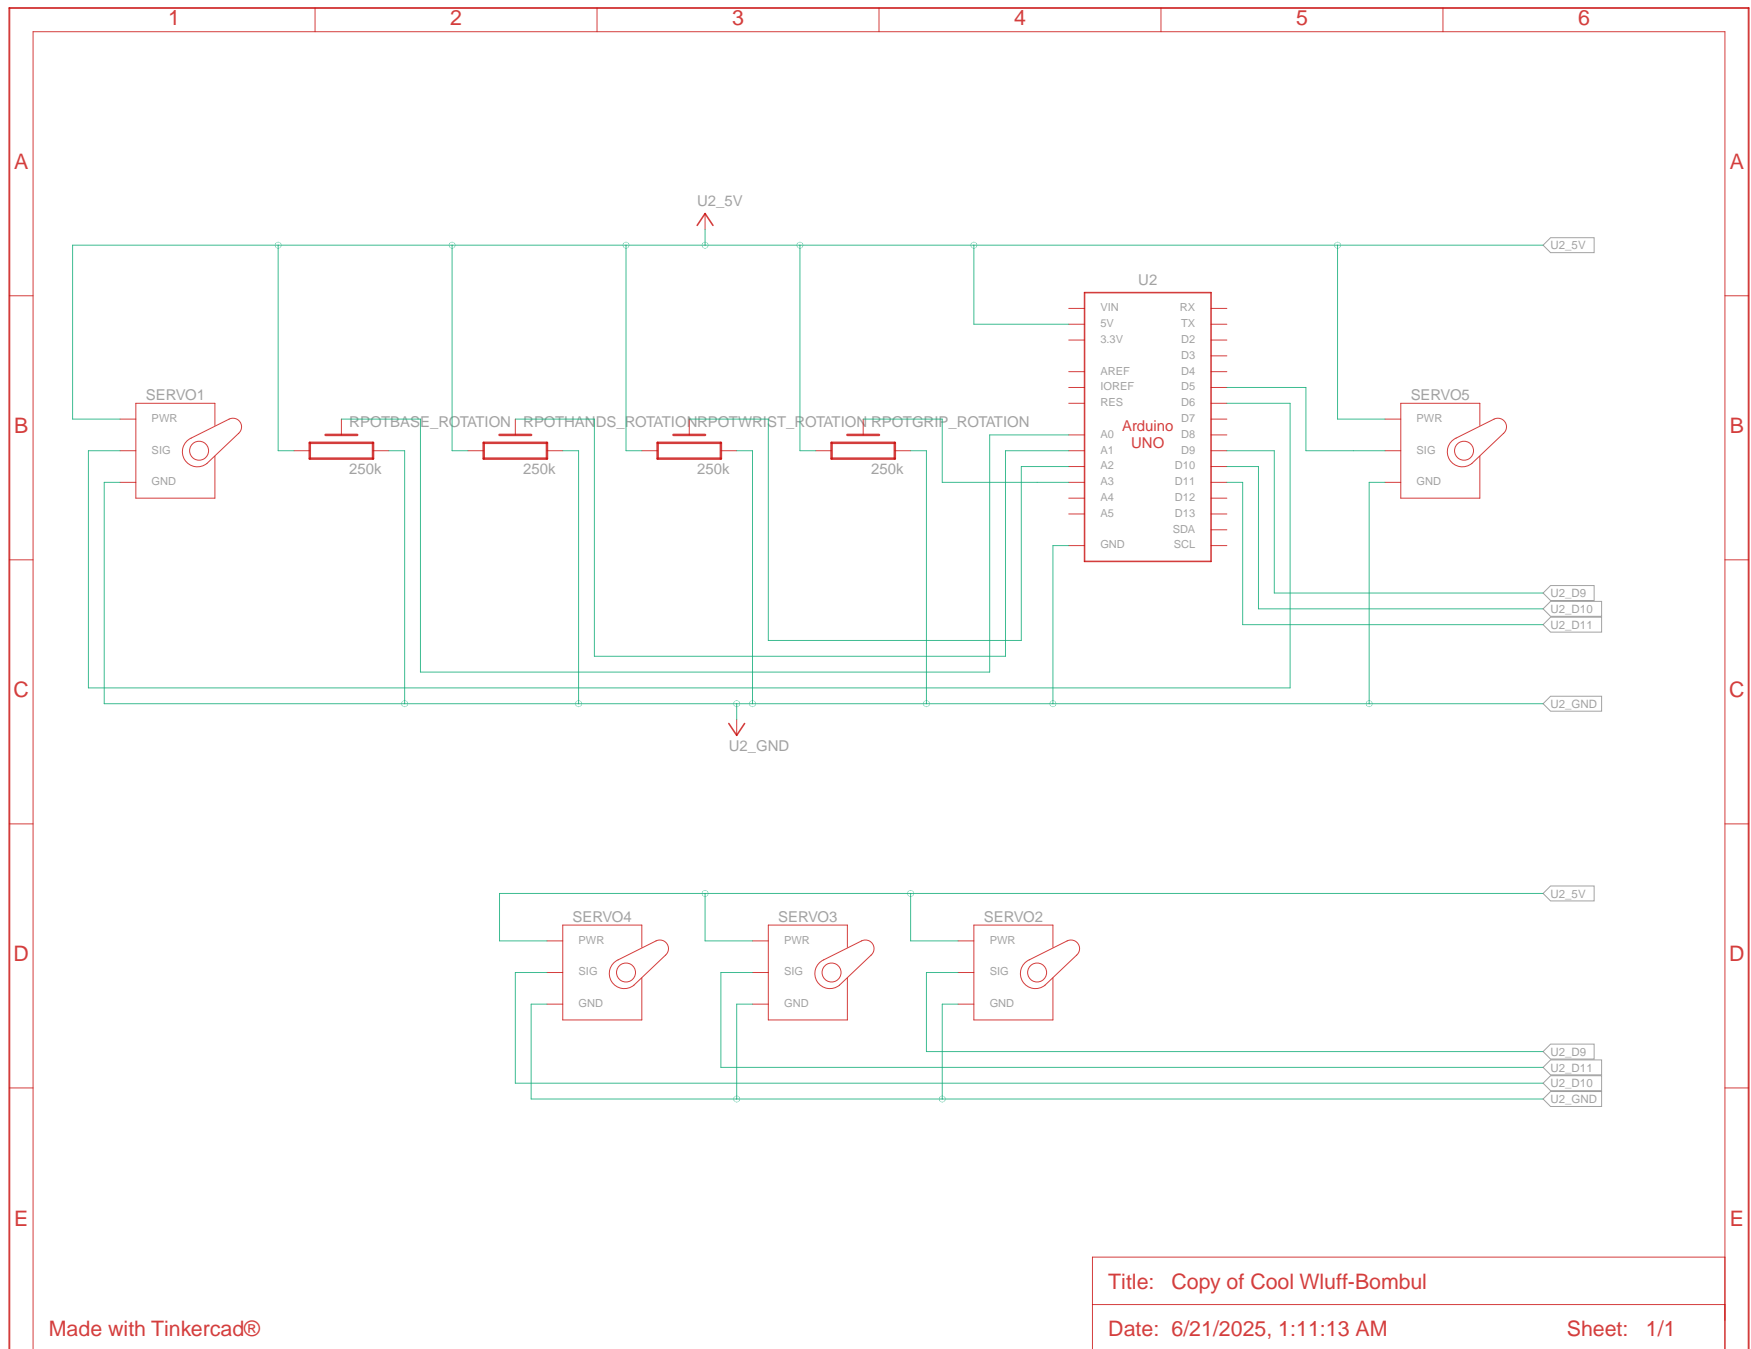 1 2 3 4 5 6
A A
U2_5V
U2_5V
U2
VIN RX
5V TX
3.3V D2
D3
AREF D4
IOREF D5
RES D6
D7
A0 D8
A1 D9
A2 D10
A3 D11
A4 D12
A5 D13
SDA
GND SCL
Arduino
UNO
B B
SERVO1
PWR
SIG
GND
RPOTBASE_ROTATION
250k
RPOTHANDS_ROTATION
250k
RPOTWRIST_ROTATION
250k
RPOTGRIP_ROTATION
250k
SERVO5
PWR
SIG
GND
U2_D9
U2_D10
U2_D11
C C
U2_GND
U2_GND
U2_5V
D D
SERVO4
PWR
SIG
GND
SERVO3
PWR
SIG
GND
SERVO2
PWR
SIG
GND
U2_D9
U2_D11
U2_D10
U2_GND
E E
Title: Copy of Cool Wluff-Bombul
Made with Tinkercad®
Date: 6/21/2025, 1:11:13 AM Sheet: 1/1